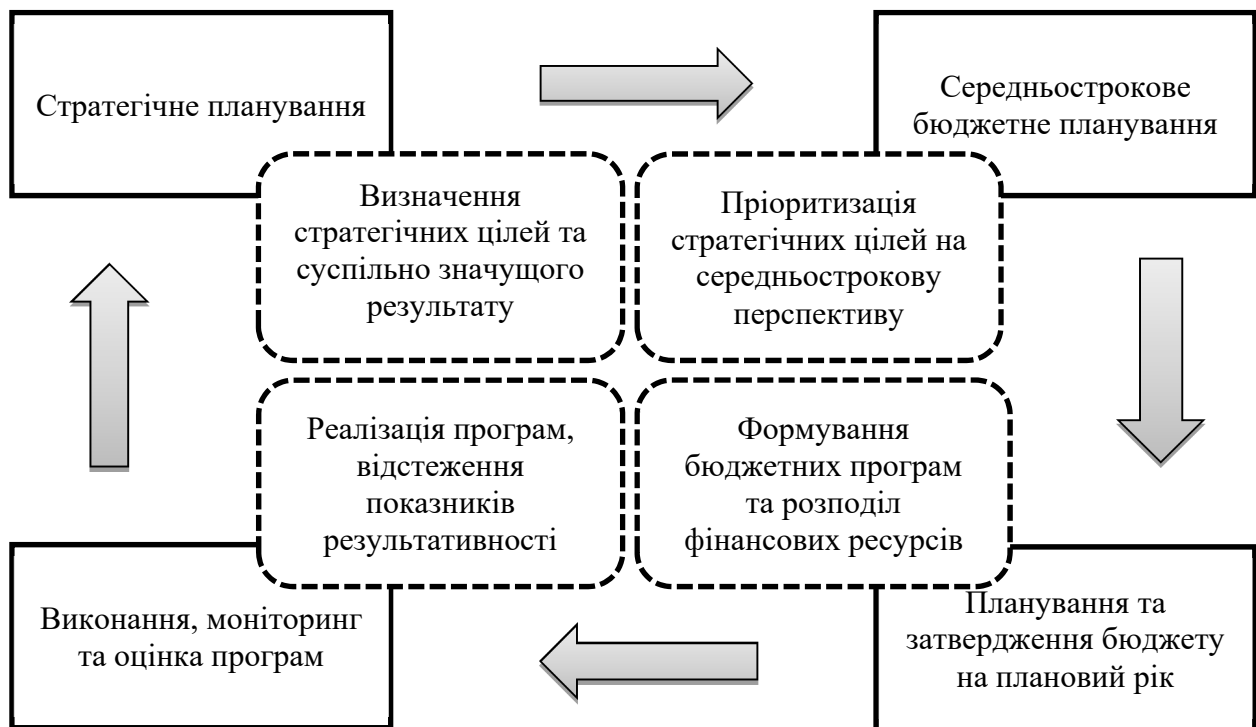 Стратегічне планування
Середньострокове
бюджетне планування
Визначення
стратегічних цілей та
суспільно значущого
результату
Пріоритизація
стратегічних цілей на
середньострокову
перспективу
Реалізація програм,
відстеження
показників
результативності
Формування
бюджетних програм
та розподіл
фінансових ресурсів
Виконання, моніторинг
та оцінка програм
Планування та
затвердження бюджету
на плановий рік